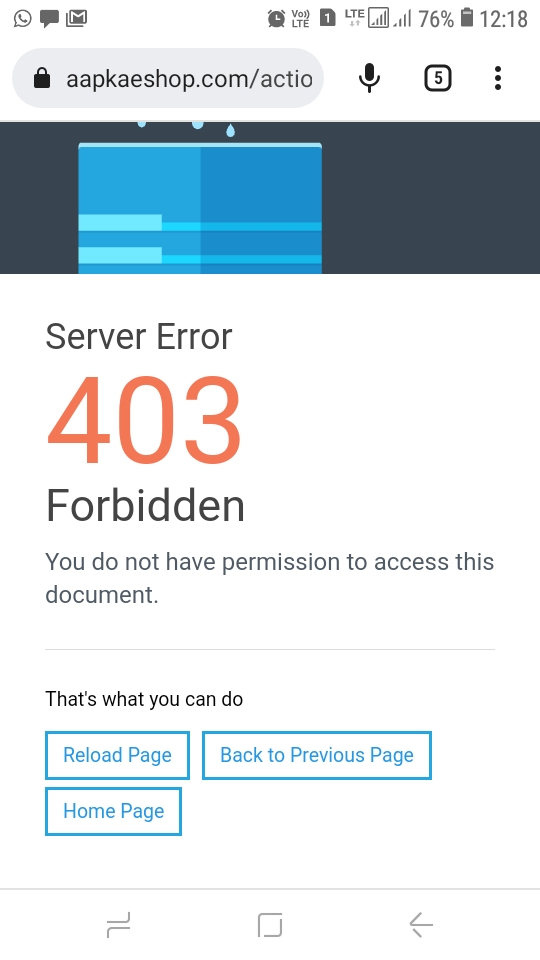 Vo)) LTE 1 LTE 76% 12:18
aapkaeshop.com/actio
5
Server Error
403
Forbidden
You do not have permission to access this
document.
That's what you can do
Reload Page Back to Previous Page
Home Page